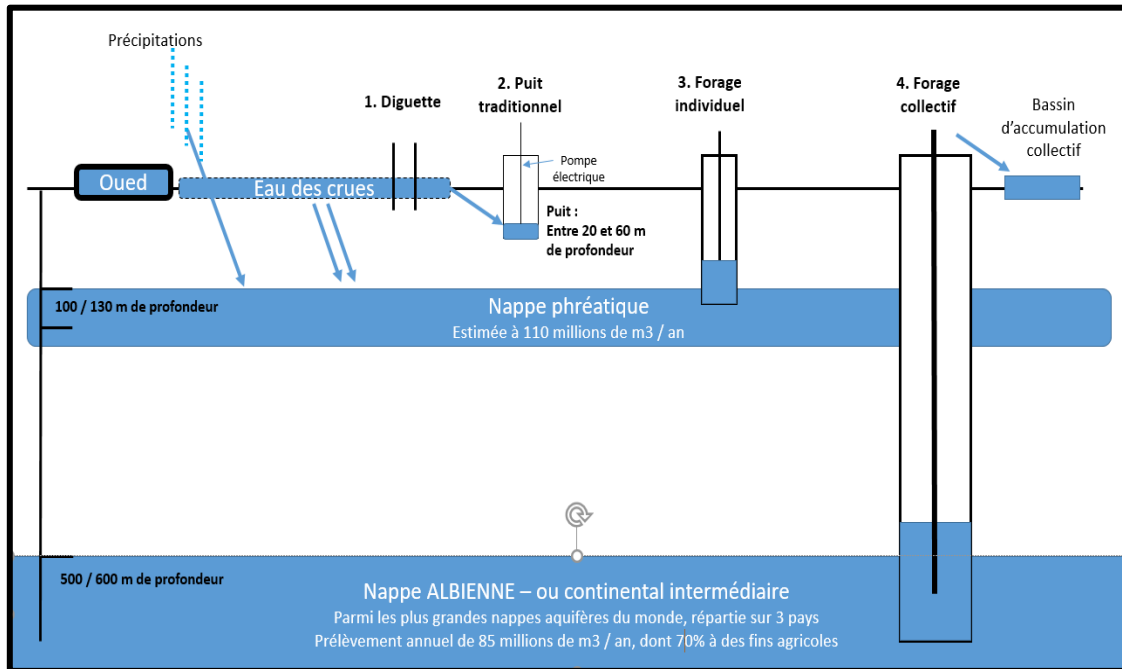 Précipitations
1. Diguette
2. Puit
traditionnel
3. Forage
individuel
4. Forage
collectif
Bassin
d’accumulation
collectif
Pompe
électrique
Oued
Eau des crues
Puit :
Entre 20 et 60 m
de profondeur
100 / 130 m de profondeur
Nappe phréatique
Estimée à 110 millions de m3 / an
500 / 600 m de profondeur
Nappe ALBIENNE – ou continental intermédiaire
Parmi les plus grandes nappes aquifères du monde, répartie sur 3 pays
Prélèvement annuel de 85 millions de m3 / an, dont 70% à des fins agricoles